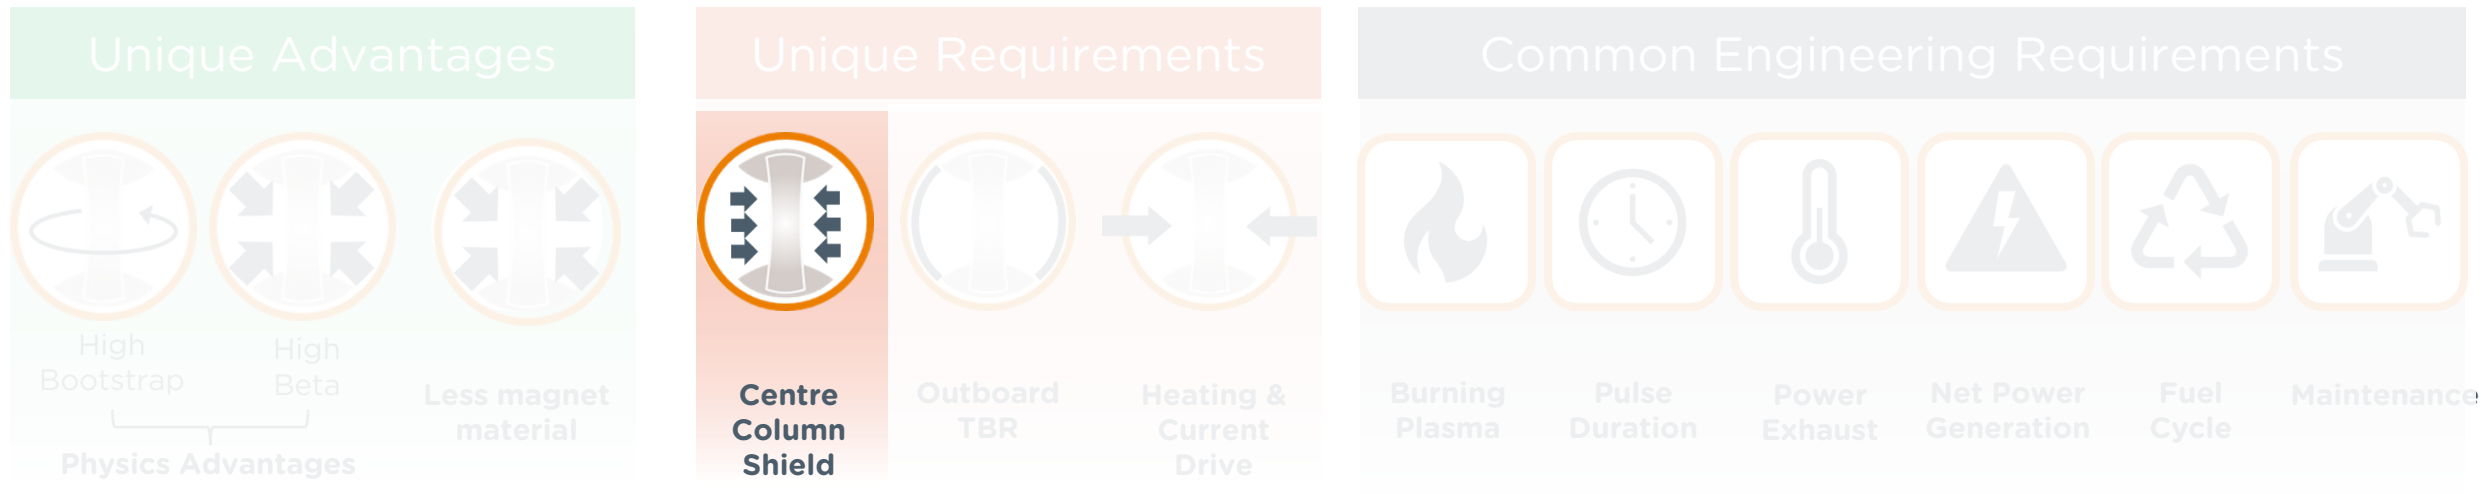 Unique Advantages
High
Bootstrap
High
Beta
Physics Advantages
Less magnet
material
Unique Requirements
Centre
Column
Shield
Outboard
TBR
Heating &
Current
Drive
Common Engineering Requirements
Burning
Plasma
Pulse
Duration
Power
Exhaust
Net Power
Generation
Fuel
Cycle
Maintenance